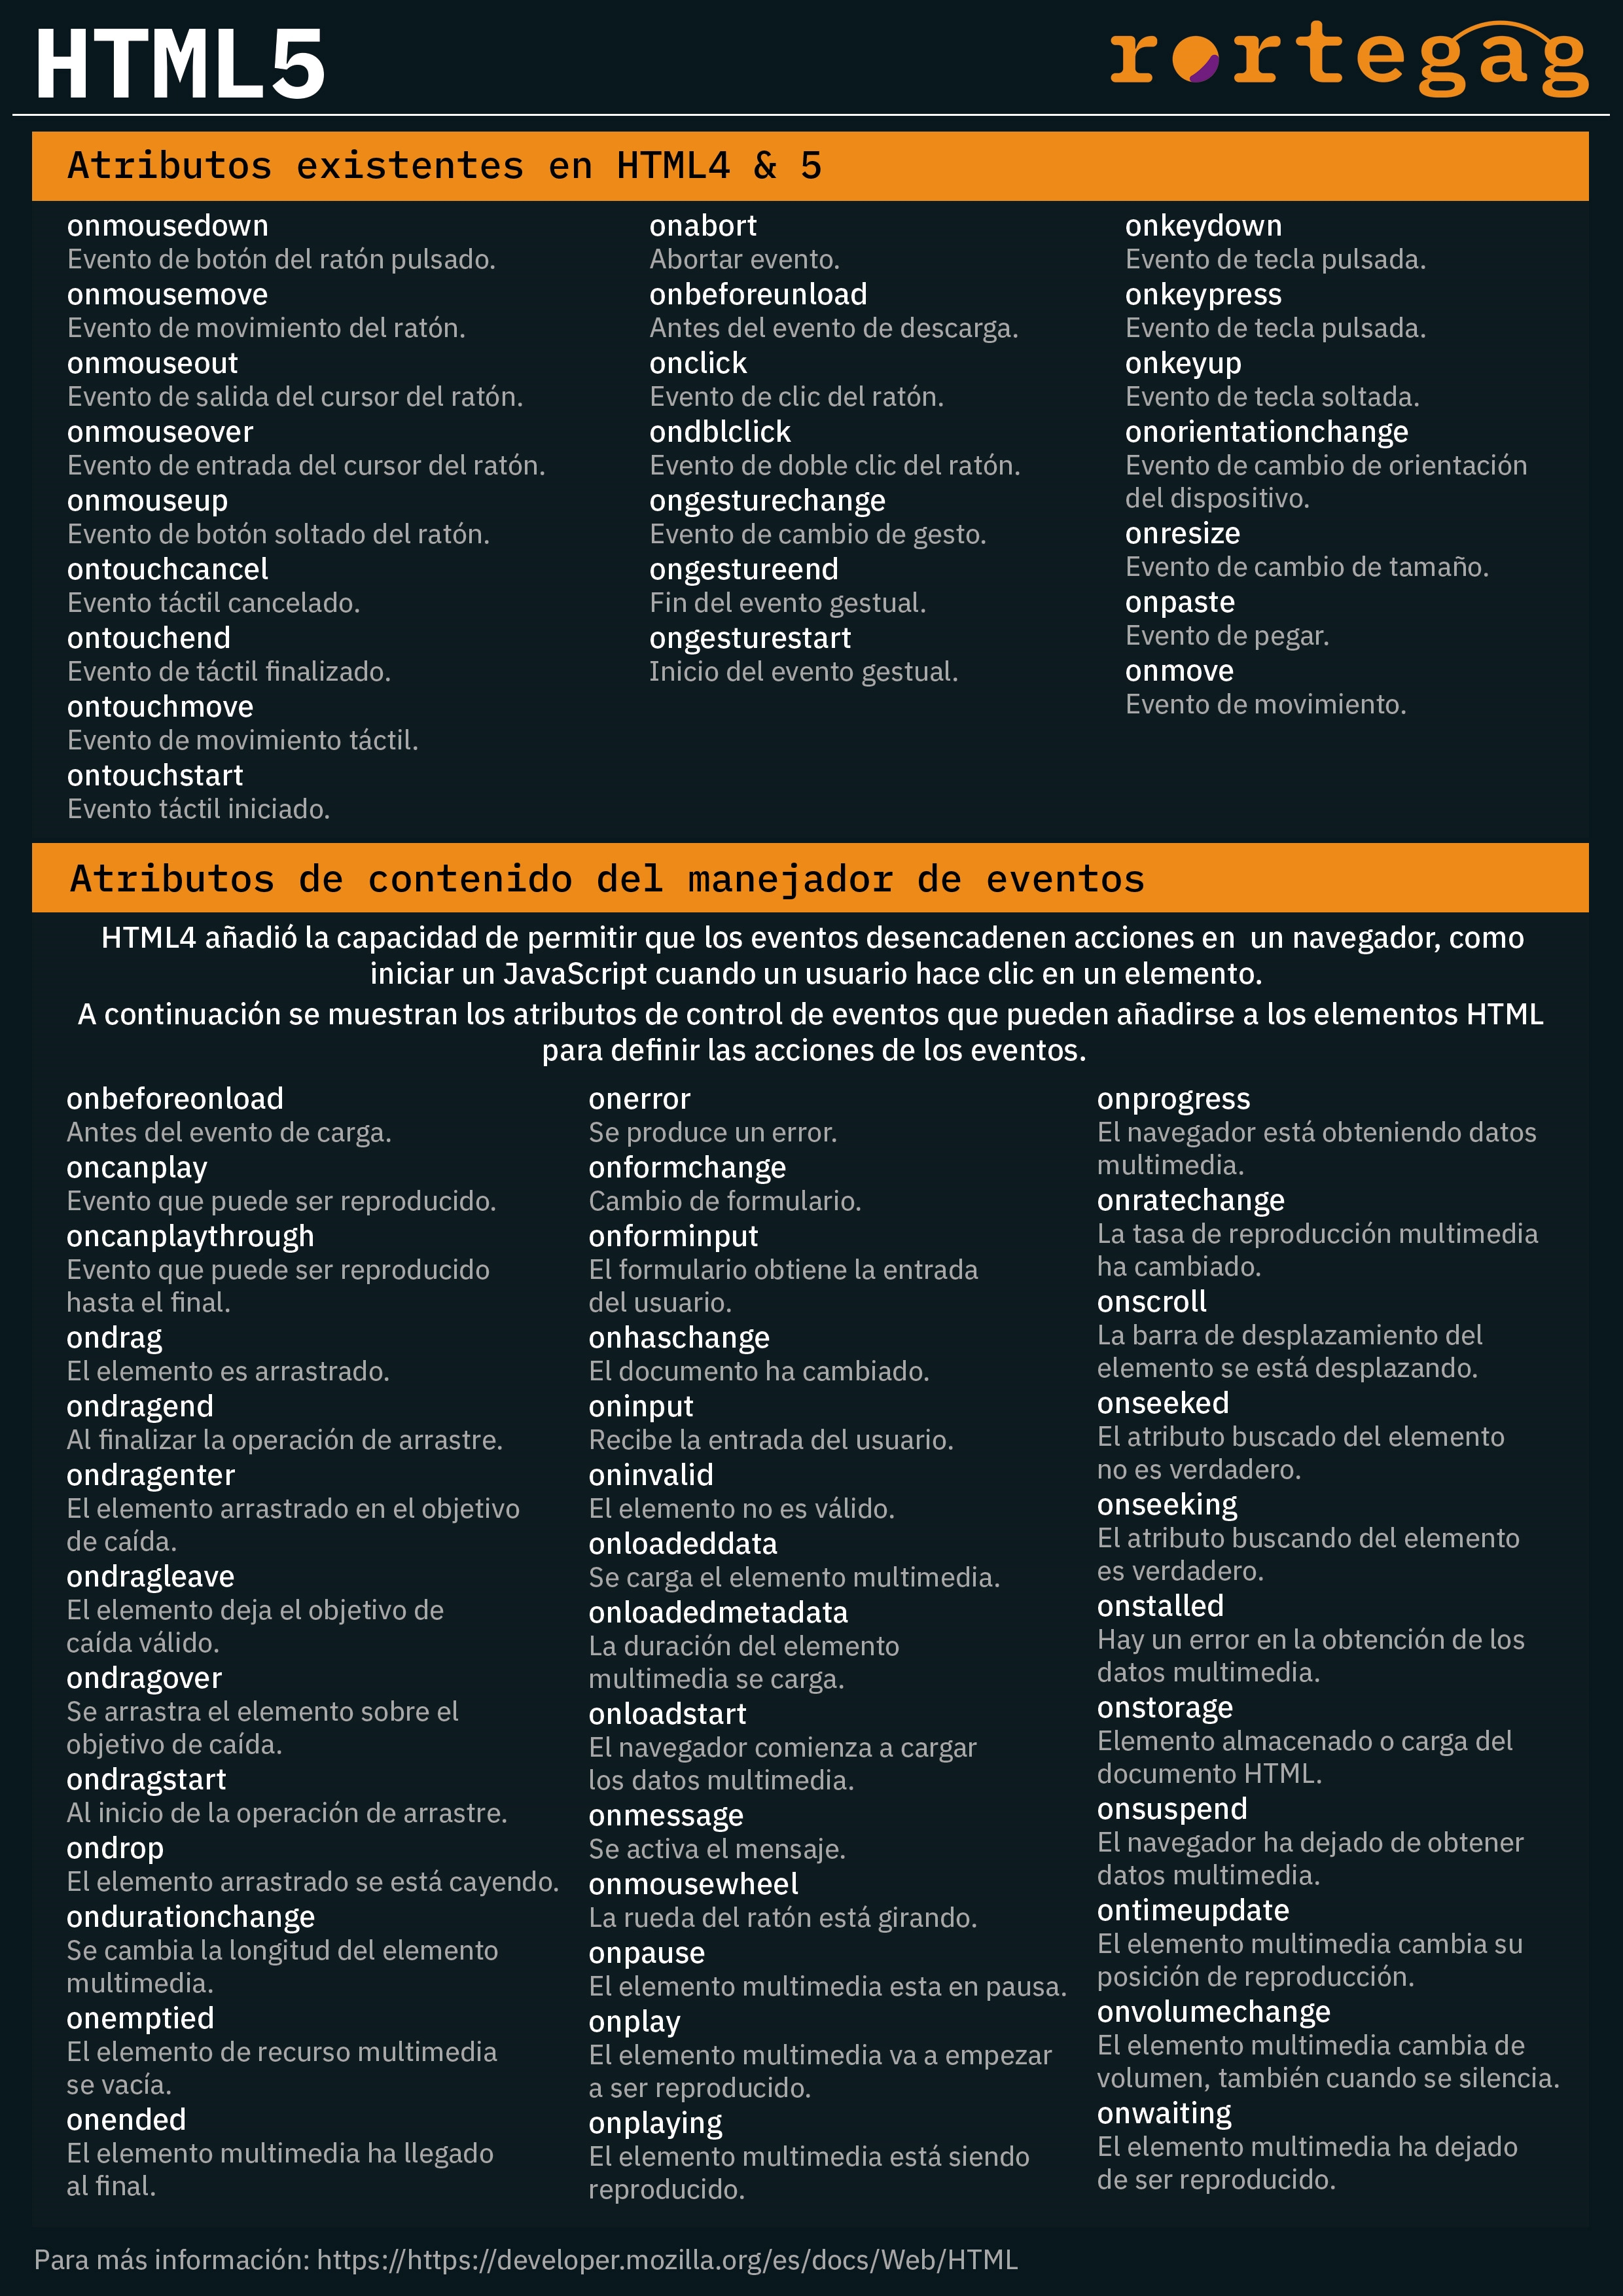 HTML5
rortegag
Atributos existentes en HTML4 & 5
onmousedown
Evento de botón del ratón pulsado.
onmousemove
Evento de movimiento del ratón.
onmouseout
Evento de salida del cursor del ratón.
onmouseover
Evento de entrada del cursor del ratón.
onmouseup
Evento de botón soltado del ratón.
ontouchcancel
Evento táctil cancelado.
ontouchend
Evento de táctil finalizado.
ontouchmove
Evento de movimiento táctil.
ontouchstart
Evento táctil iniciado.
onabort
Abortar evento.
onbeforeunload
Antes del evento de descarga.
onclick
Evento de clic del ratón.
ondblclick
Evento de doble clic del ratón.
ongesturechange
Evento de cambio de gesto.
ongestureend
Fin del evento gestual.
ongesturestart
Inicio del evento gestual.
onkeydown
Evento de tecla pulsada.
onkeypress
Evento de tecla pulsada.
onkeyup
Evento de tecla soltada.
onorientationchange
Evento de cambio de orientación
del dispositivo.
onresize
Evento de cambio de tamaño.
onpaste
Evento de pegar.
onmove
Evento de movimiento.
Atributos de contenido del manejador de eventos
HTML4 añadió la capacidad de permitir que los eventos desencadenen acciones en un navegador, como
iniciar un JavaScript cuando un usuario hace clic en un elemento.
A continuación se muestran los atributos de control de eventos que pueden añadirse a los elementos HTML
para definir las acciones de los eventos.
onbeforeonload
Antes del evento de carga.
oncanplay
Evento que puede ser reproducido.
oncanplaythrough
Evento que puede ser reproducido
hasta el final.
ondrag
El elemento es arrastrado.
ondragend
Al finalizar la operación de arrastre.
ondragenter
El elemento arrastrado en el objetivo
de caída.
ondragleave
El elemento deja el objetivo de
caída válido.
ondragover
Se arrastra el elemento sobre el
objetivo de caída.
ondragstart
Al inicio de la operación de arrastre.
ondrop
El elemento arrastrado se está cayendo.
ondurationchange
Se cambia la longitud del elemento
multimedia.
onemptied
El elemento de recurso multimedia
se vacía.
onended
El elemento multimedia ha llegado
al final.
onerror
Se produce un error.
onformchange
Cambio de formulario.
onforminput
El formulario obtiene la entrada
del usuario.
onhaschange
El documento ha cambiado.
oninput
Recibe la entrada del usuario.
oninvalid
El elemento no es válido.
onloadeddata
Se carga el elemento multimedia.
onloadedmetadata
La duración del elemento
multimedia se carga.
onloadstart
El navegador comienza a cargar
los datos multimedia.
onmessage
Se activa el mensaje.
onmousewheel
La rueda del ratón está girando.
onpause
El elemento multimedia esta en pausa.
onplay
El elemento multimedia va a empezar
a ser reproducido.
onplaying
El elemento multimedia está siendo
reproducido.
onprogress
El navegador está obteniendo datos
multimedia.
onratechange
La tasa de reproducción multimedia
ha cambiado.
onscroll
La barra de desplazamiento del
elemento se está desplazando.
onseeked
El atributo buscado del elemento
no es verdadero.
onseeking
El atributo buscando del elemento
es verdadero.
onstalled
Hay un error en la obtención de los
datos multimedia.
onstorage
Elemento almacenado o carga del
documento HTML.
onsuspend
El navegador ha dejado de obtener
datos multimedia.
ontimeupdate
El elemento multimedia cambia su
posición de reproducción.
onvolumechange
El elemento multimedia cambia de
volumen, también cuando se silencia.
onwaiting
El elemento multimedia ha dejado
de ser reproducido.
Para más información: https://https://developer.mozilla.org/es/docs/Web/HTML